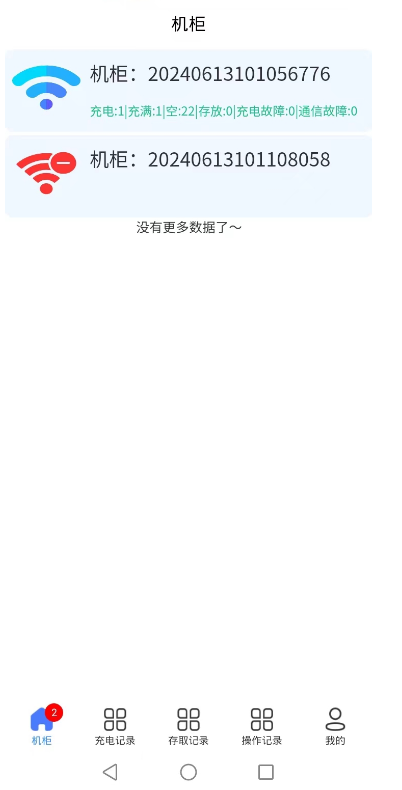 机柜
机柜：20240613101056776
充电:1|充满:1|空:22|存放:0|充电故障:0|通信故障:0
机柜：20240613101108058
没有更多数据了～
2
机柜 充电记录 存取记录 操作记录 我的